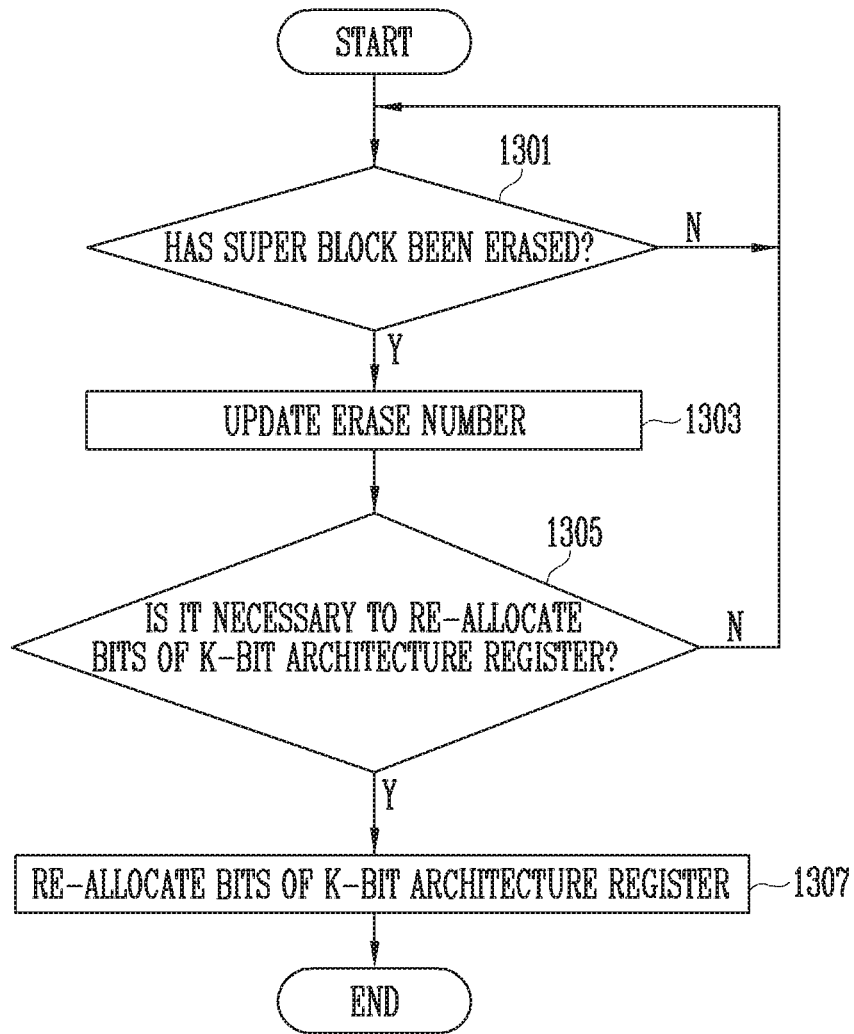 START
1301
HAS SUPER BLOCK BEEN ERASED?
N
Y
UPDATE ERASE NUMBER
1303
1305
IS IT NECESSARY TO RE-ALLOCATE
BITS OF K-BIT ARCHITECTURE REGISTER?
N
Y
RE-ALLOCATE BITS OF K-BIT ARCHITECTURE REGISTER
1307
END